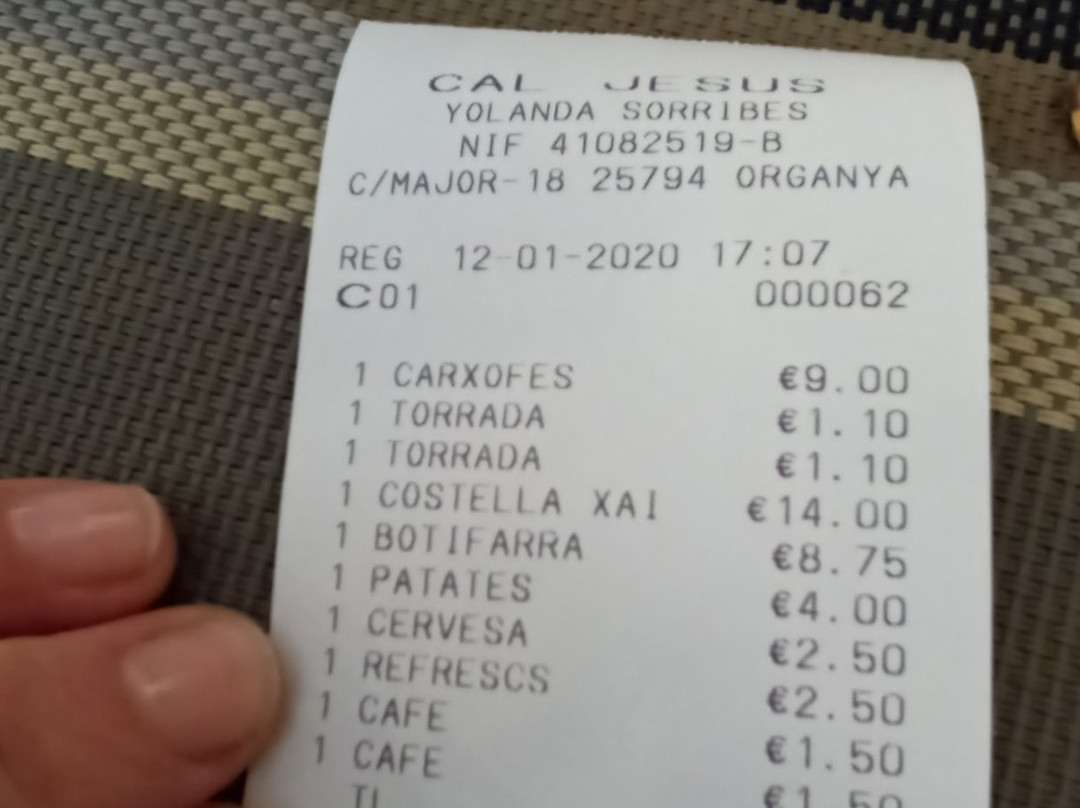 CAL JESUS
YOLANDA SORRIBES
NIF 41082519-B
C/MAJOR-18 25794 ORGANYA
REG 12-01-2020 17:07
C01 000062
1 CARXOFES €9.00
1 TORRADA €1.10
1 TORRADA €1.10
1 COSTELLA XAI €14.00
1 BOTIFARRA €8.75
1 PATATES €4.00
1 CERVESA €2.50
1 REFRESCS €2.50
1 CAFE €1.50
1 CAFE €1.50